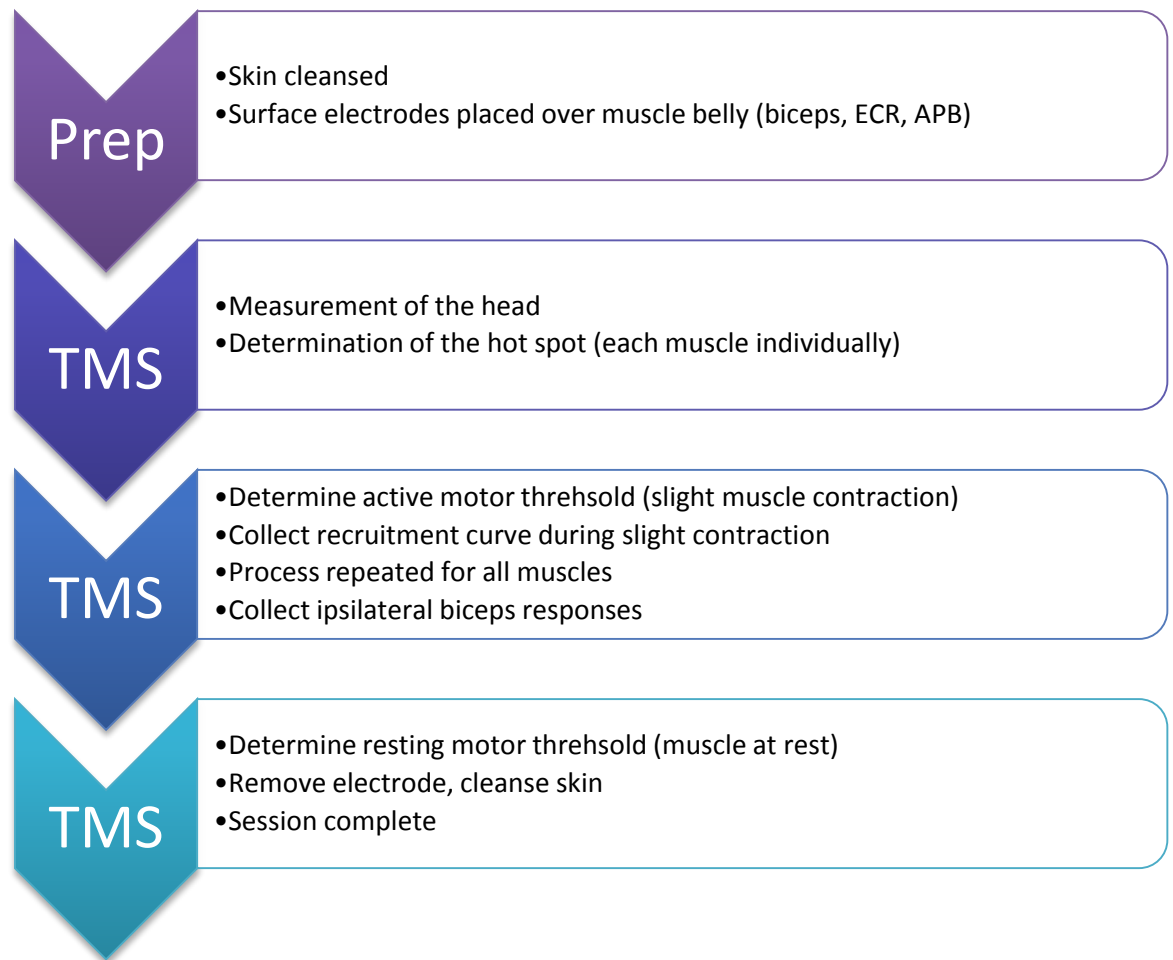 Prep
•Skin cleansed
•Surface electrodes placed over muscle belly (biceps, ECR, APB)
TMS
•Measurement of the head
•Determination of the hot spot (each muscle individually)
TMS
•Determine active motor threhsold (slight muscle contraction)
•Collect recruitment curve during slight contraction
•Process repeated for all muscles
•Collect ipsilateral biceps responses
TMS
•Determine resting motor threhsold (muscle at rest)
•Remove electrode, cleanse skin
•Session complete